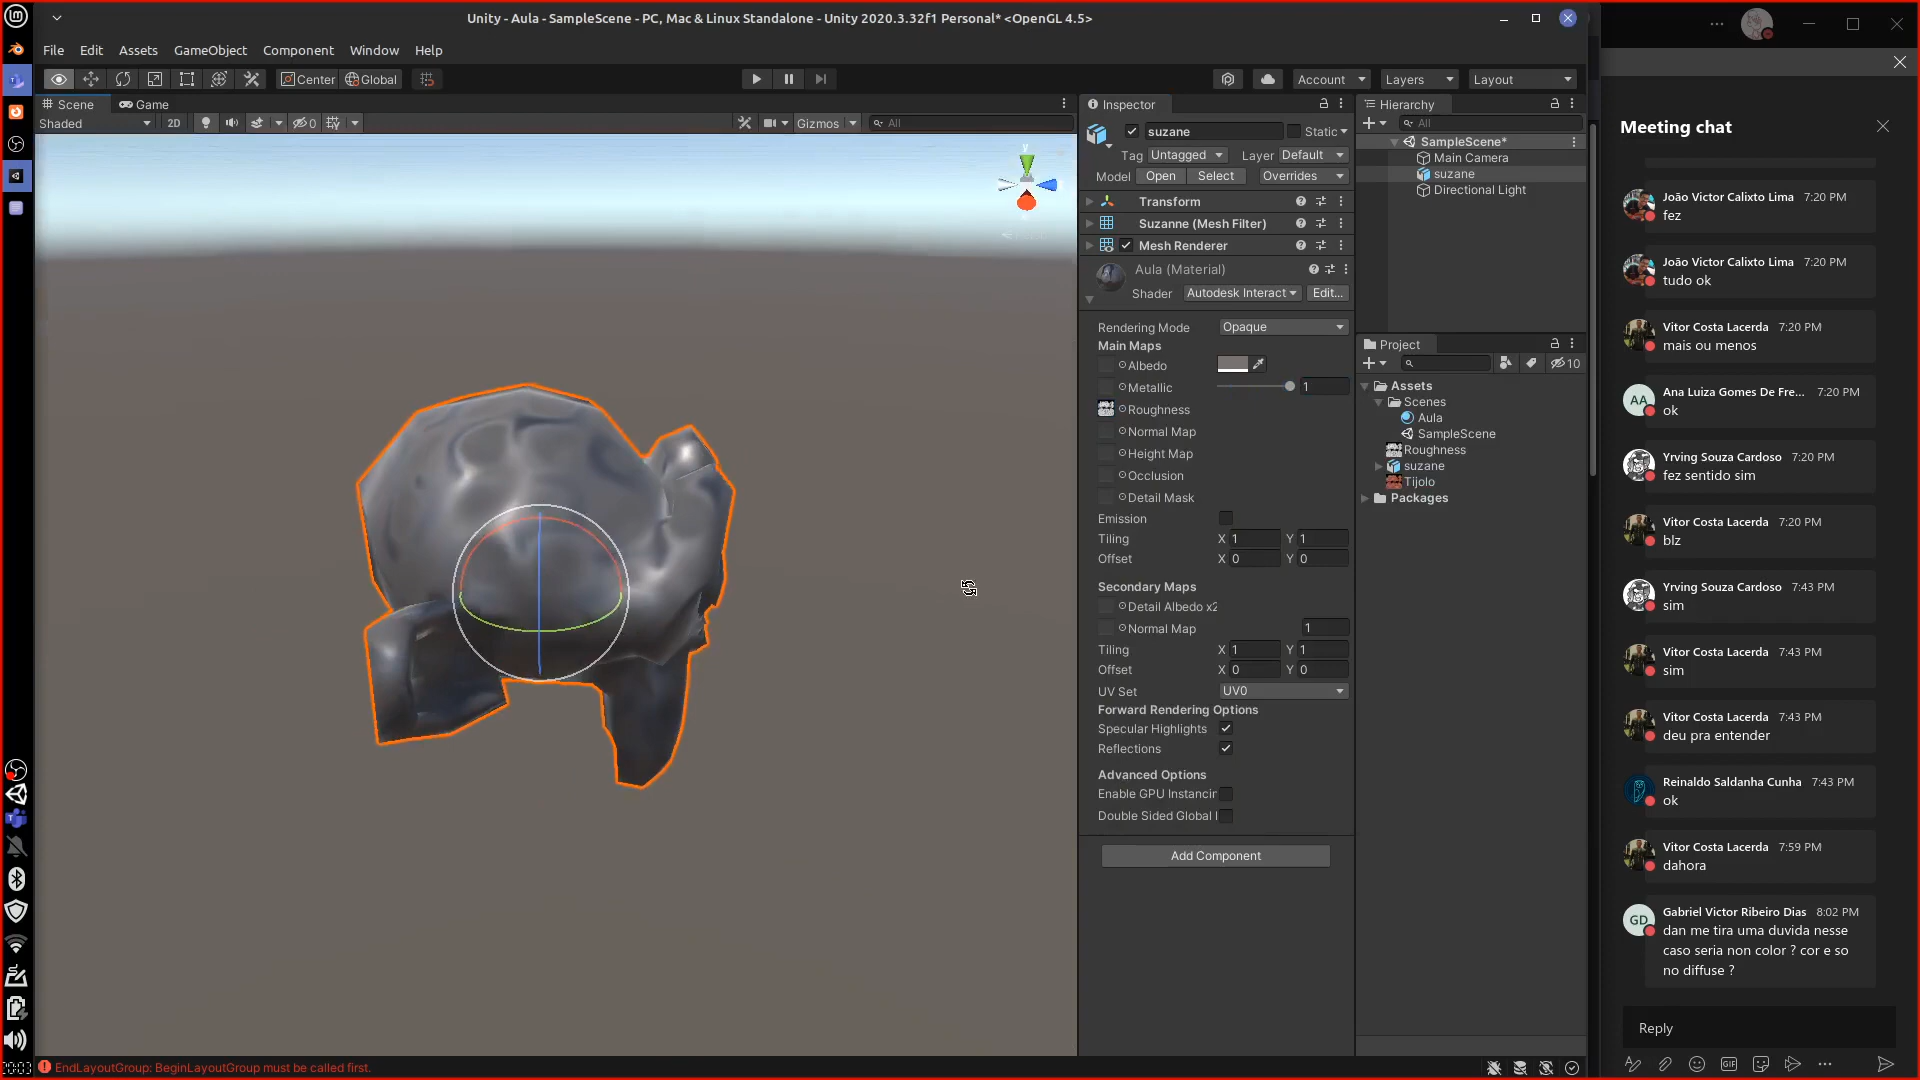 Unity - Aula - SampleScene - PC, Mac & Linux Standalone - Unity 2020.3.32f1 Personal* <OpenGL 4.5>
File Edit Assets GameObject Component Window Help
Center Global
Account Layers Layout
Scene Game
Shaded 2D 0 Gizmos All
y
Inspector
suzane Static
Tag Untagged Layer Default
Model Open Select Overrides
Transform
Suzanne (Mesh Filter)
Mesh Renderer
Aula (Material)
Shader Autodesk Interact Edit...
Rendering Mode Opaque
Main Maps
Albedo
Metallic 1
Roughness
Normal Map
Height Map
Occlusion
Detail Mask
Emission
Tiling X 1 Y 1
Offset X 0 Y 0
Secondary Maps
Detail Albedo x2
Normal Map 1
Tiling X 1 Y 1
Offset X 0 Y 0
UV Set UV0
Forward Rendering Options
Specular Highlights
Reflections
Advanced Options
Enable GPU Instancin
Double Sided Global I
Add Component
Hierarchy
All
SampleScene*
Main Camera
suzane
Directional Light
Project
10
Assets
Scenes
Aula
SampleScene
Roughness
suzane
Tijolo
Packages
Meeting chat
João Victor Calixto Lima 7:20 PM
fez
João Victor Calixto Lima 7:20 PM
tudo ok
Vitor Costa Lacerda 7:20 PM
mais ou menos
AA
Ana Luiza Gomes De Fre... 7:20 PM
ok
Yrving Souza Cardoso 7:20 PM
fez sentido sim
Vitor Costa Lacerda 7:20 PM
blz
Yrving Souza Cardoso 7:43 PM
sim
Vitor Costa Lacerda 7:43 PM
sim
Vitor Costa Lacerda 7:43 PM
deu pra entender
Reinaldo Saldanha Cunha 7:43 PM
ok
Vitor Costa Lacerda 7:59 PM
dahora
GD
Gabriel Victor Ribeiro Dias 8:02 PM
dan me tira uma duvida nesse
caso seria non color ? cor e so
no diffuse ?
Reply
GIF
EndLayoutGroup: BeginLayoutGroup must be called first.